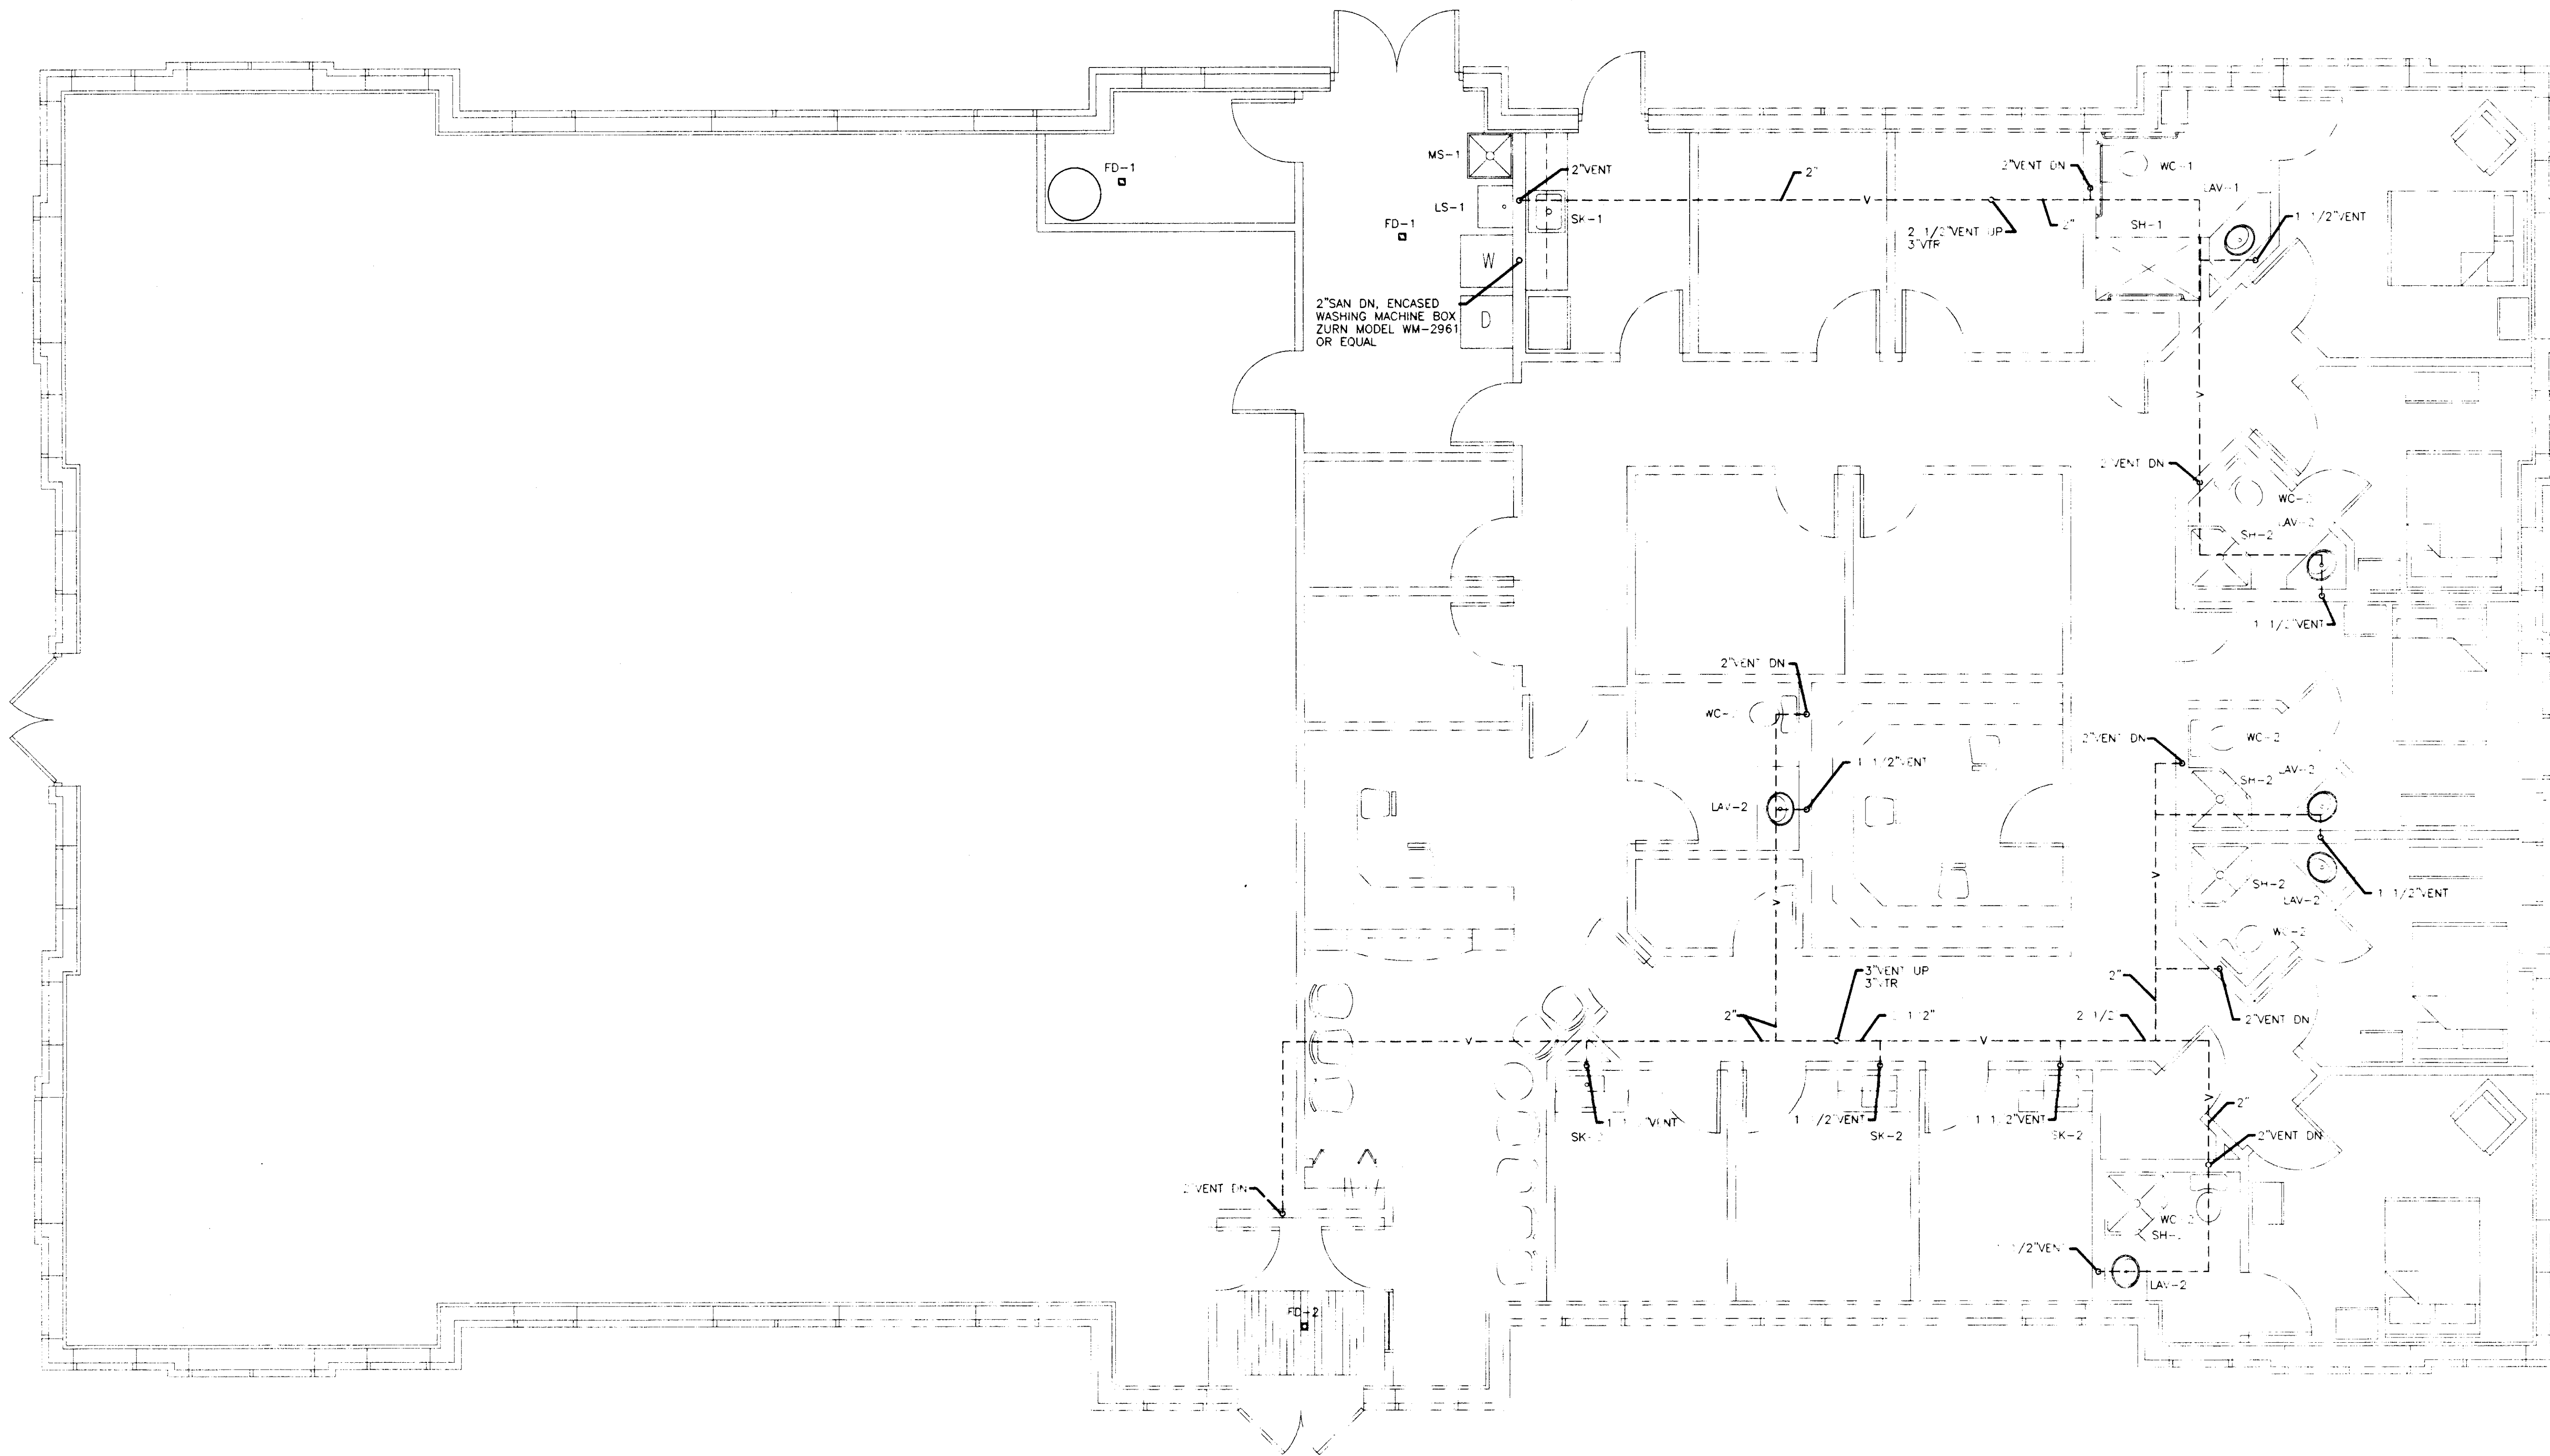 MS-1
FD-1
2"VENT
2"
2"VENT DN
WC-1
LAV-1
LS-1
SK-1
FD-1
2 1/2"VENT UP
3"VTR
2"
SH-1
1 1/2"VENT
W
2"SAN DN, ENCASED
WASHING MACHINE BOX
ZURN MODEL WM-2961
OR EQUAL
D
V
V
2"VENT DN
WC-
LAV-2
SH-2
1 1/2"VENT
2"VENT DN
WC-
2"VENT DN
WC-2
1 1/2"VENT
LAV-2
SH-2
LAV-2
SH-2
1 1/2"VENT
LAV-2
V
V
WC-2
3"VENT UP
3"VTR
2"
2"
2 1/2
2"VENT DN
V
V
1 1/2"VENT
SK-2
1 1/2"VENT
SK-2
V
2"
2"VENT DN
2"VENT DN
WC-2
SH-
1/2"VENT
LAV-2
FD-2